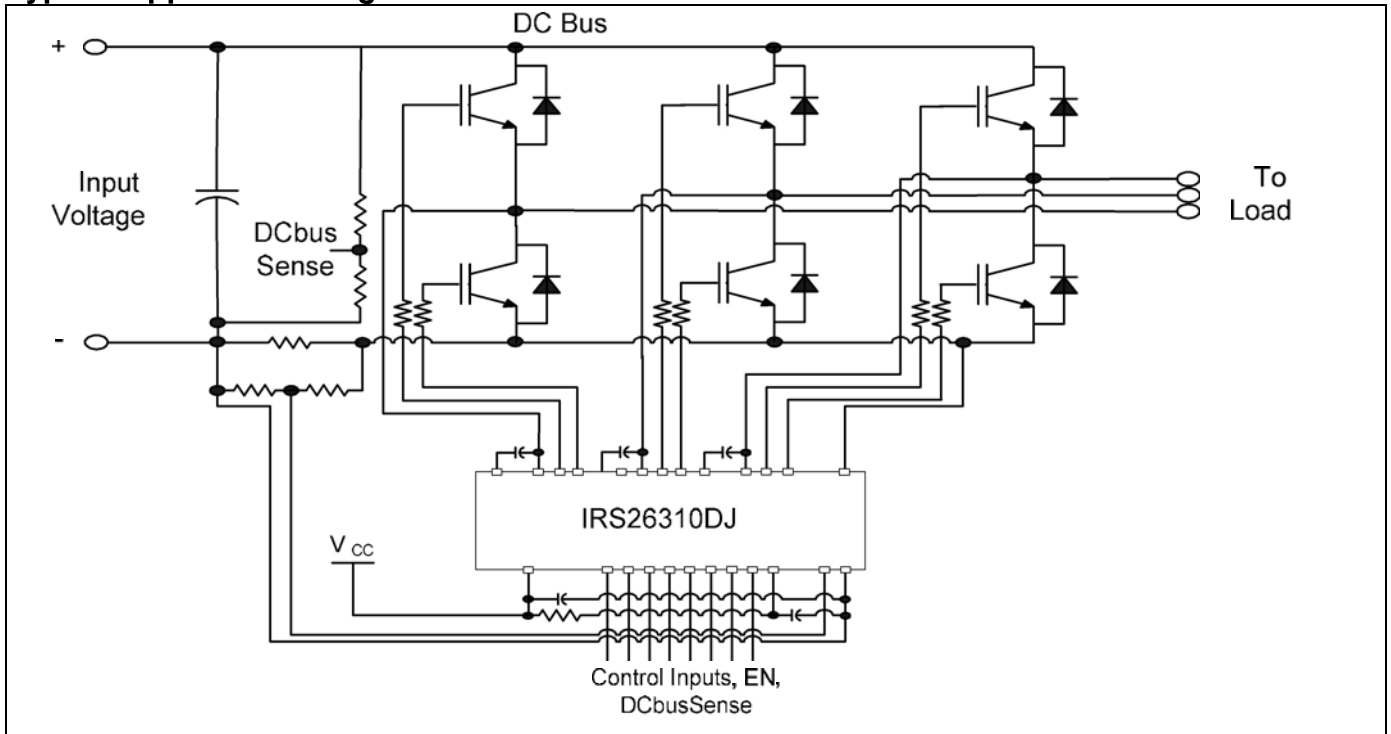 DC Bus
+
Input
Voltage
DCbus
Sense
-
To
Load
IRS26310DJ
V CC
Control Inputs, EN,
DCbusSense